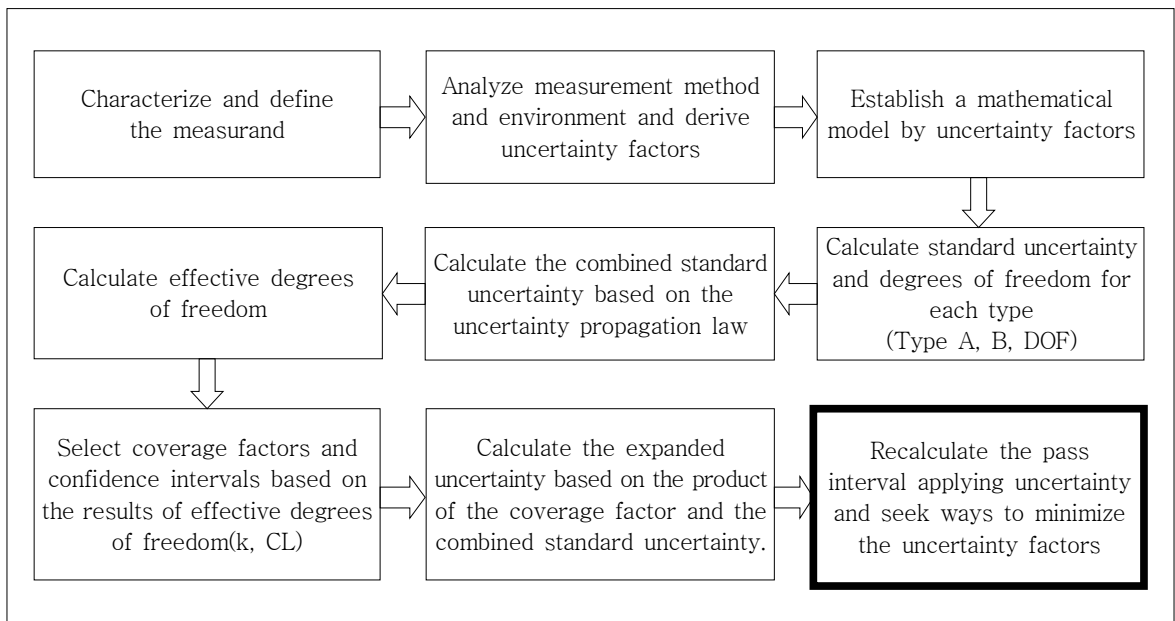 Characterize and define
the measurand
Analyze measurement method
and environment and derive
uncertainty factors
Establish a mathematical
model by uncertainty factors
Calculate standard uncertainty
and degrees of freedom for
each type
(Type A, B, DOF)
Calculate the combined standard
uncertainty based on the
uncertainty propagation law
Calculate effective degrees
of freedom
Select coverage factors and
confidence intervals based on
the results of effective degrees
of freedom(k, CL)
Calculate the expanded
uncertainty based on the product
of the coverage factor and the
combined standard uncertainty.
Recalculate the pass
interval applying uncertainty
and seek ways to minimize
the uncertainty factors